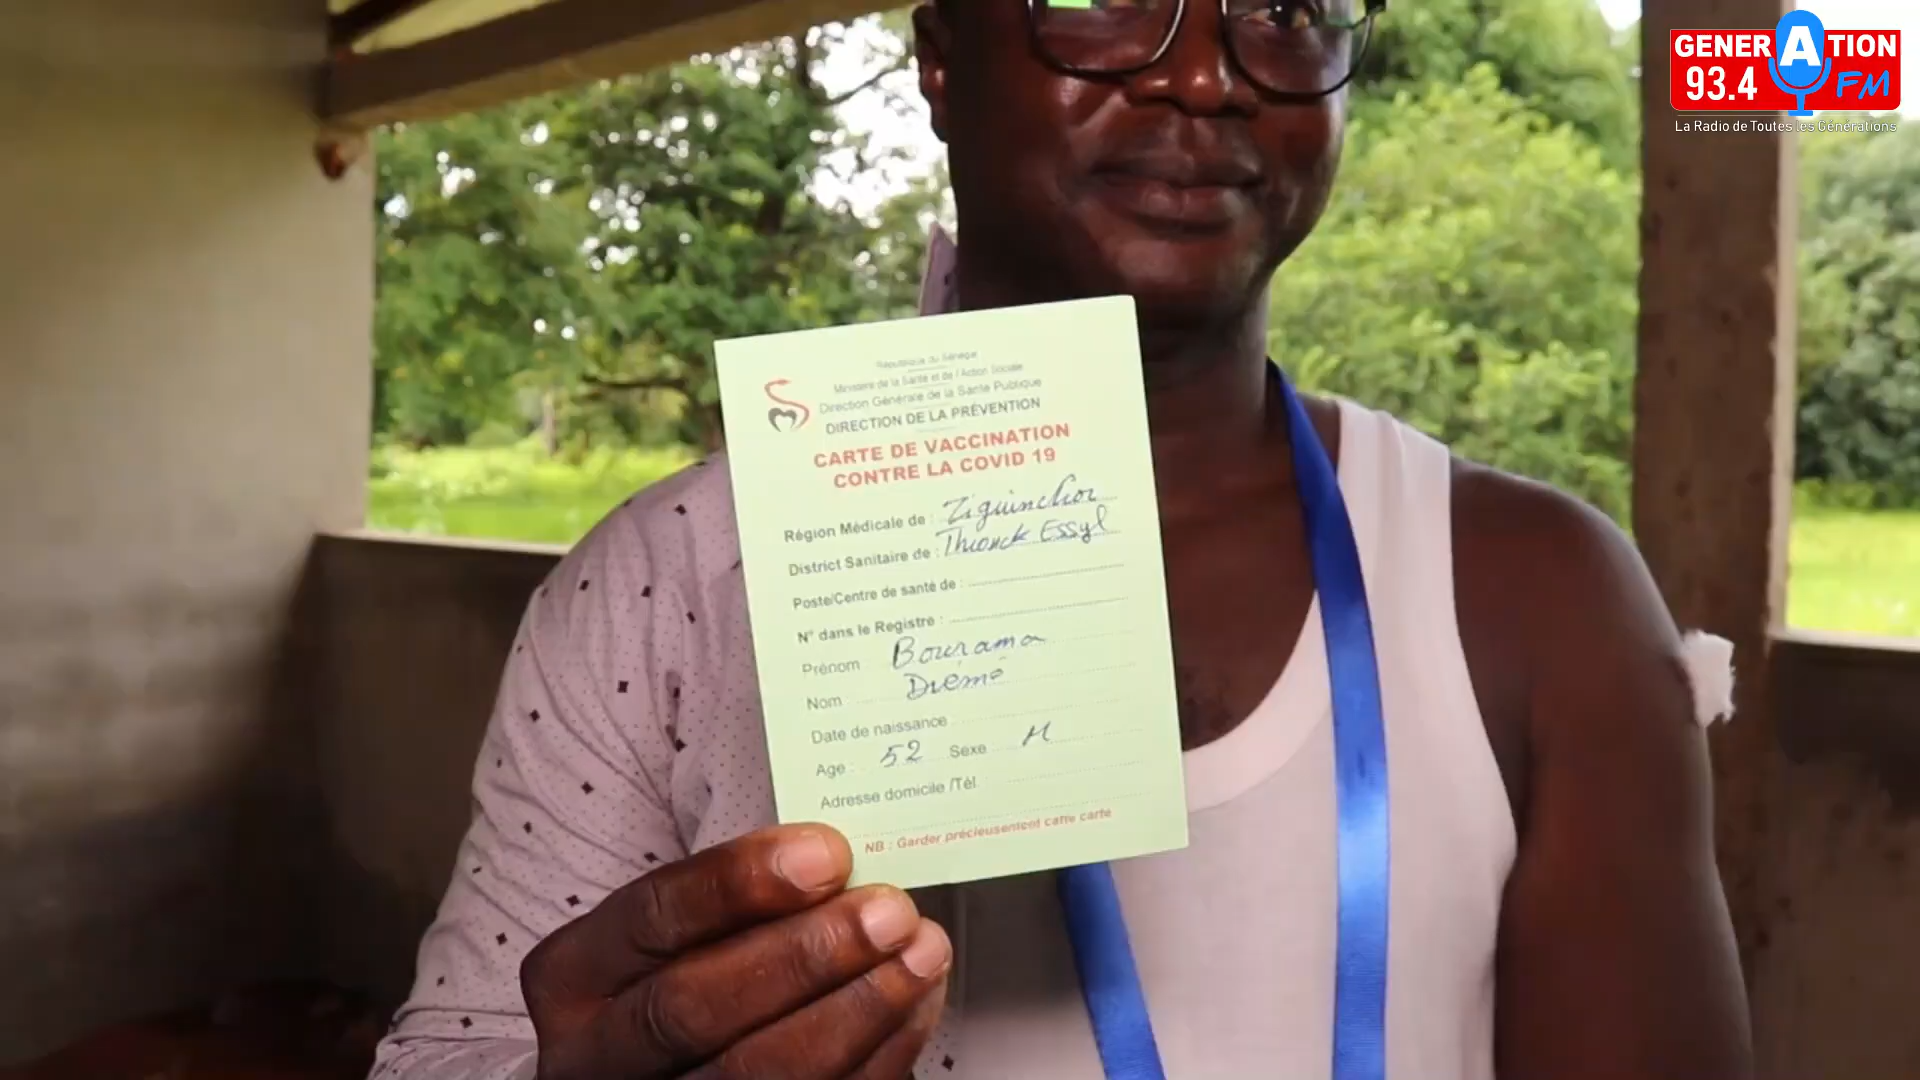 GENERATION
93.4 FM
La Radio de Toutes les Générations
République du Sénégal
Ministère de la Santé et de l'Action Sociale
Direction Générale de la Santé Publique
DIRECTION DE LA PRÉVENTION
CARTE DE VACCINATION
CONTRE LA COVID 19
Région Médicale de : Ziguinchor
District Sanitaire de : Thionck Essyl
Poste/Centre de santé de :
N° dans le Registre :
Prénom Bourama
Nom : Diémé
Date de naissance :
Age : 52 Sexe M
Adresse domicile /Tél
NB : Garder précieusement cette carte